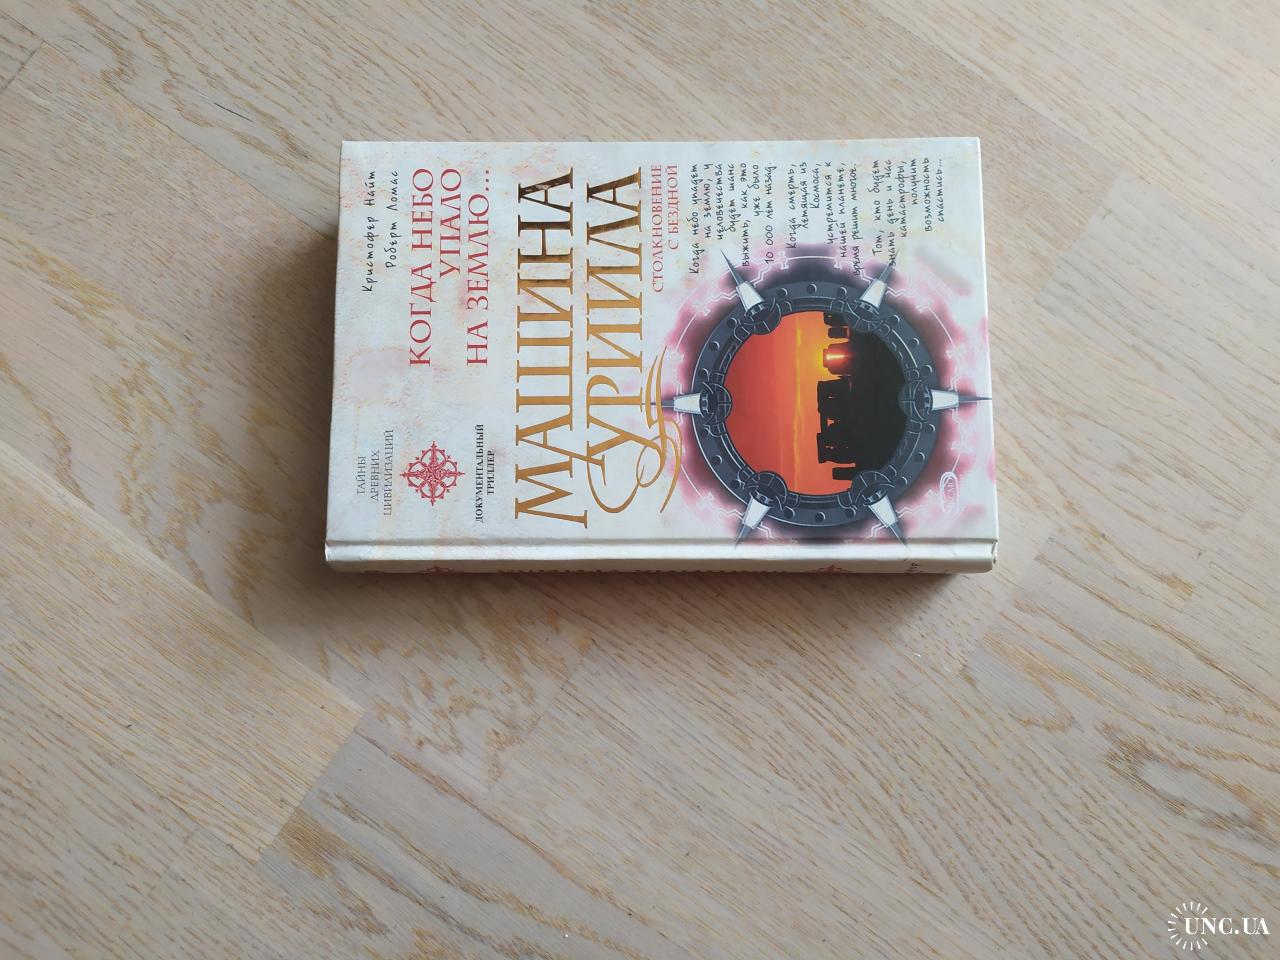 Кристофер Найт
Роберт Ломас
КОГДА НЕБО
УПАЛО
НА ЗЕМЛЮ...
ТАЙНЫ
ДРЕВНИХ
ЦИВИЛИЗАЦИЙ
ДОКУМЕНТАЛЬНЫЙ
ТРИЛЛЕР
МАШИНА
УРИИЛА
СТОЛКНОВЕНИЕ
С БЕЗДНОЙ
Когда небо упадет
на землю, у
человечества
будет шанс
выжить, как это
уже было
10 000 лет назад.
Когда смерть,
летящая из
Космоса,
устремится к
нашей планете,
время решит многое.
Тот, кто будет
знать день и час
катастрофы,
получит
возможность
спастись...
UNC.UA